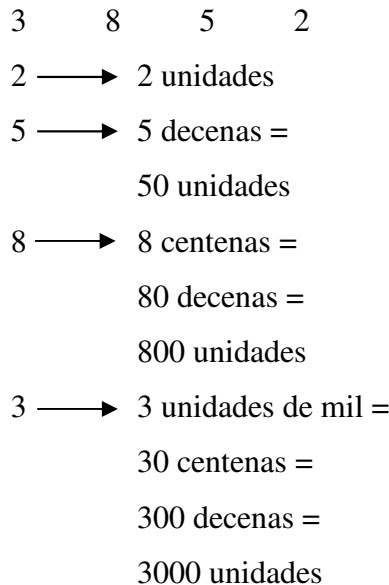 3 8 5 2
2 → 2 unidades
5 → 5 decenas =
50 unidades
8 → 8 centenas =
80 decenas =
800 unidades
3 → 3 unidades de mil =
30 centenas =
300 decenas =
3000 unidades